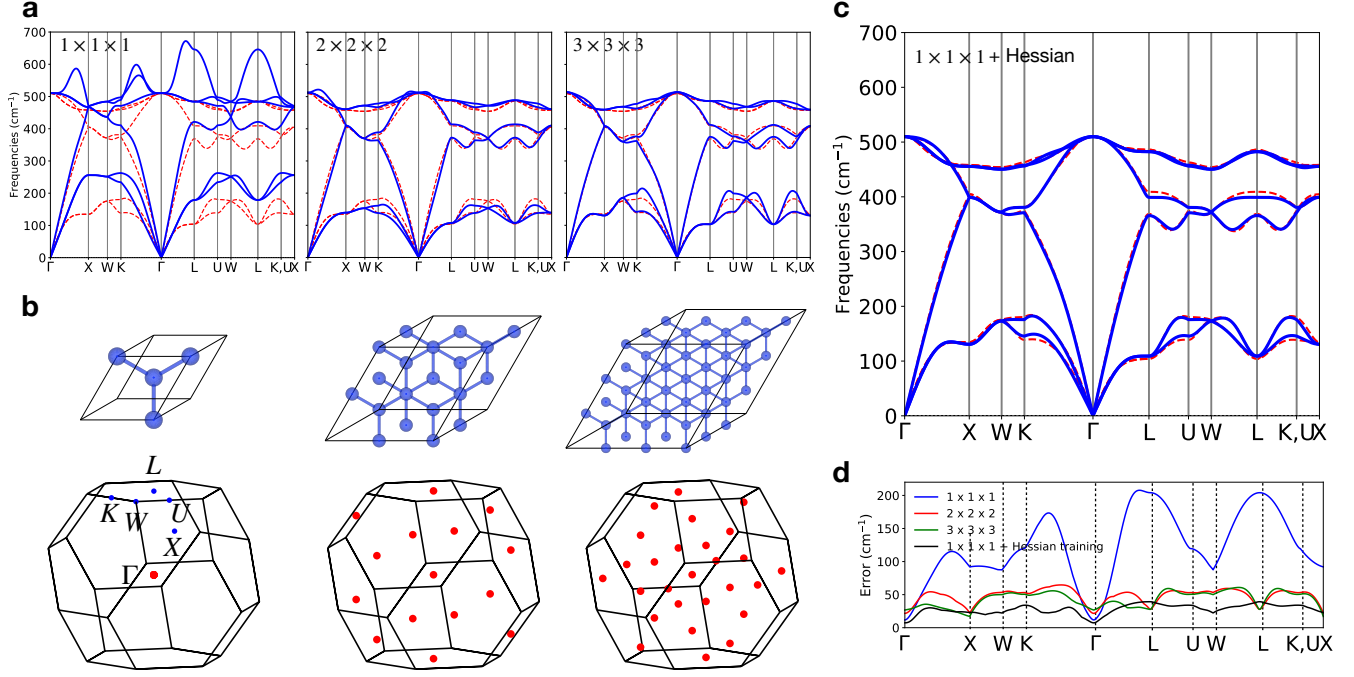 a
700
600
500
400
300
200
100
0
Frequencies (cm⁻¹)
1 × 1 × 1
Γ X W K Γ L U W L K,U X
2 × 2 × 2
Γ X W K Γ L U W L K,U X
3 × 3 × 3
Γ X W K Γ L U W L K,U X
b
L
K W U
X
Γ
c
700
600
500
400
300
200
100
0
Frequencies (cm⁻¹)
1 × 1 × 1 + Hessian
Γ X W K Γ L U W L K,U X
d
200
150
100
50
0
Error (cm⁻¹)
1 x 1 x 1
2 x 2 x 2
3 x 3 x 3
1 x 1 x 1 + Hessian training
Γ X W K Γ L U W L K,U X